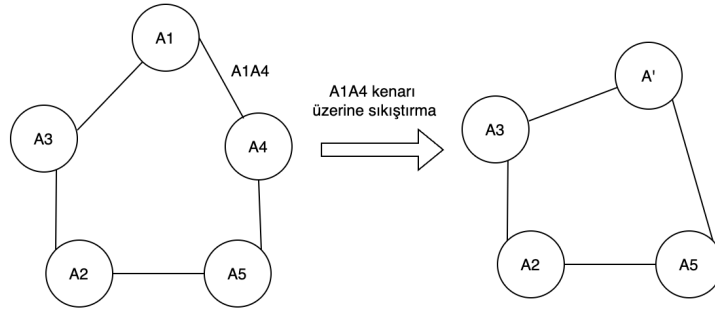 A1
A1A4
A3
A4
A2
A5
A1A4 kenarı
üzerine sıkıştırma
A'
A3
A2
A5